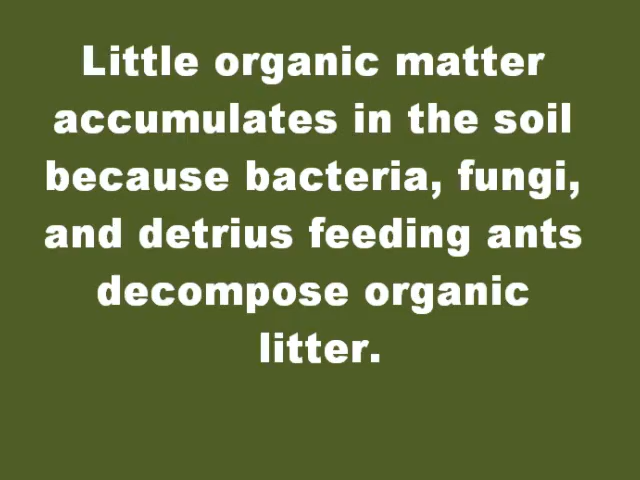 Little organic matter
accumulates in the soil
because bacteria, fungi,
and detrius feeding ants
decompose organic
litter.